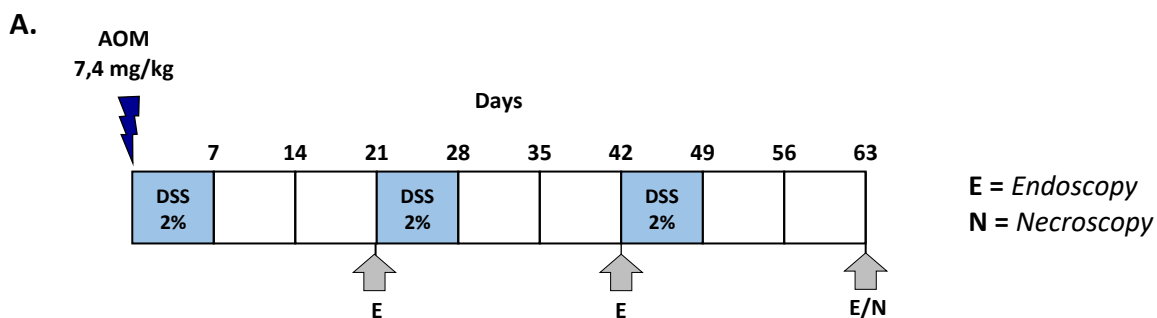 A.
AOM
7,4 mg/kg
Days
7 14 21 28 35 42 49 56 63
DSS
2%
DSS
2%
DSS
2%
E = Endoscopy
N = Necroscopy
E
E
E/N